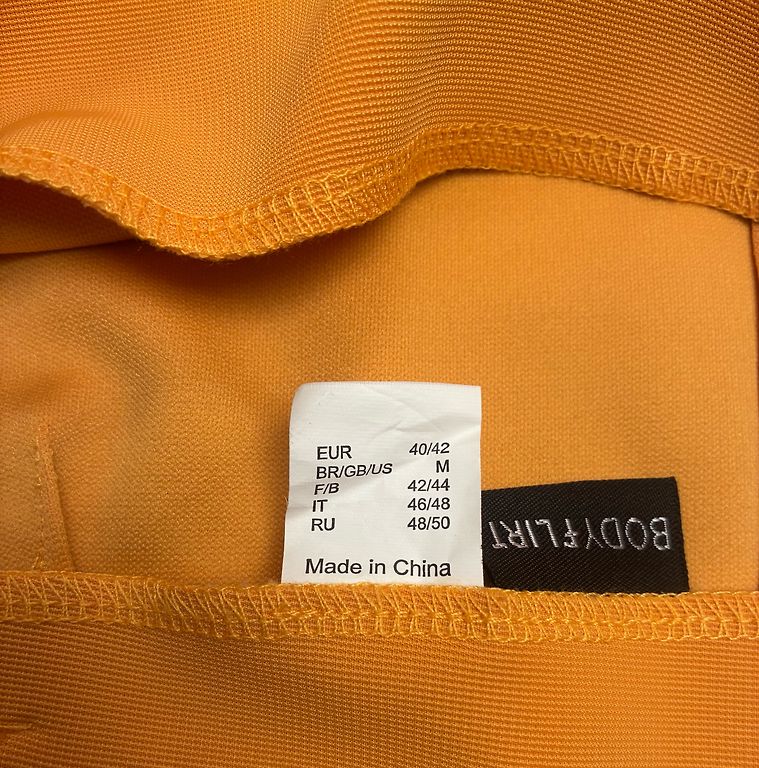 EUR 40/42
BR/GB/US M
F/B 42/44
IT 46/48
RU 48/50
Made in China
BODYFLIRT